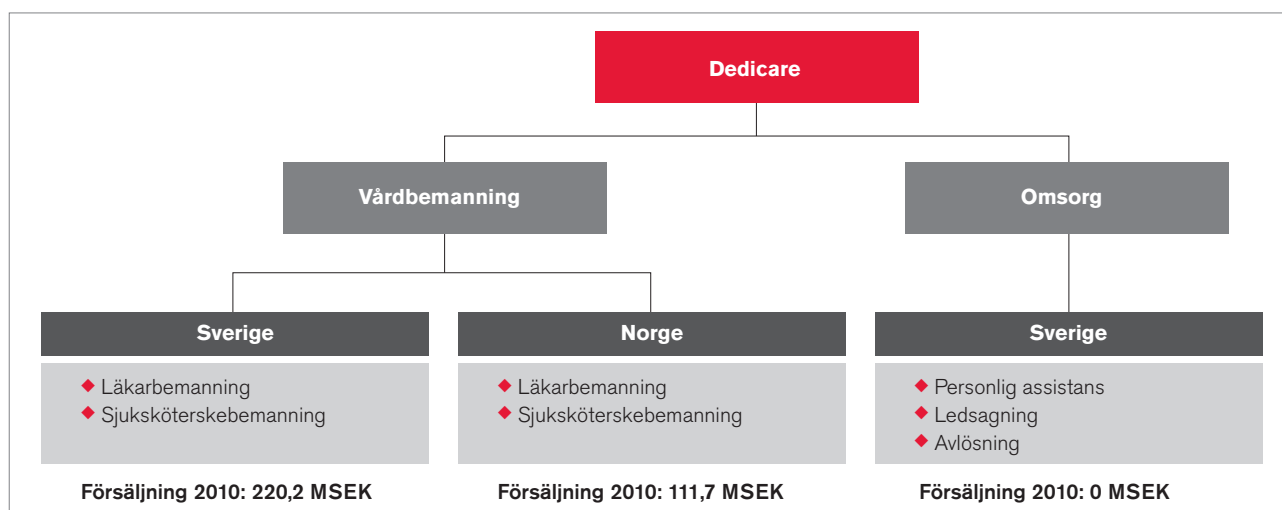 Dedicare
Vårdbemanning
Omsorg
Sverige
Läkarbemanning
Sjuksköterskebemanning
Försäljning 2010: 220,2 MSEK
Norge
Läkarbemanning
Sjuksköterskebemanning
Försäljning 2010: 111,7 MSEK
Sverige
Personlig assistans
Ledsagning
Avlösning
Försäljning 2010: 0 MSEK